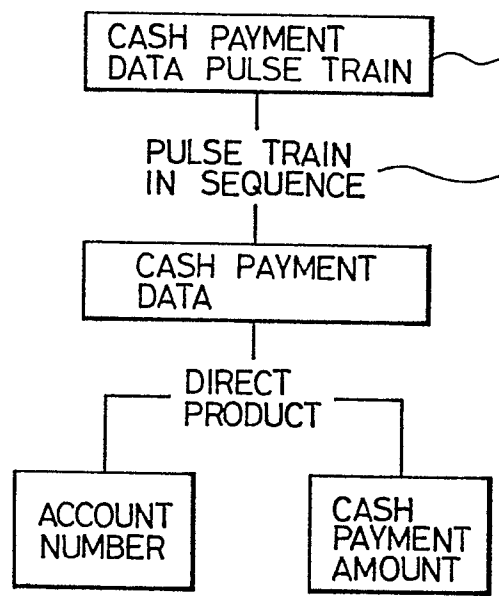 CASH PAYMENT
DATA PULSE TRAIN
PULSE TRAIN
IN SEQUENCE
CASH PAYMENT
DATA
DIRECT
PRODUCT
ACCOUNT
NUMBER
CASH
PAYMENT
AMOUNT